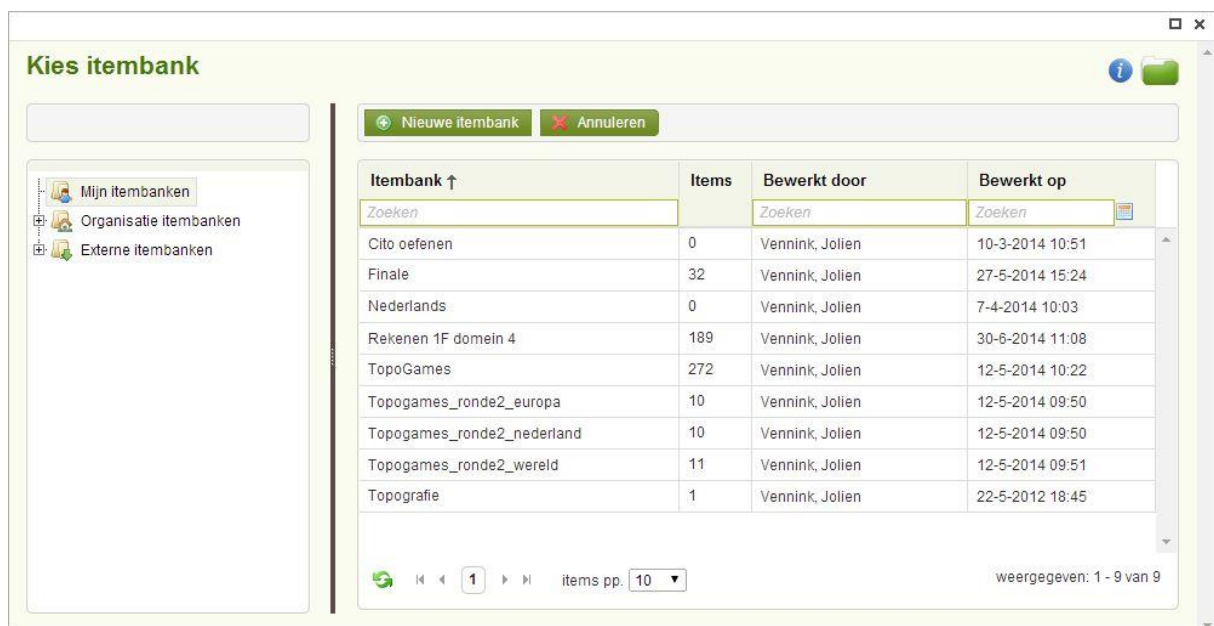 Kies itembank
Nieuwe itembank Annuleren
Mijn itembanken
Organisatie itembanken
Externe itembanken
Itembank ↑ Items Bewerkt door Bewerkt op
Zoeken Zoeken Zoeken
Cito oefenen 0 Vennink, Jolien 10-3-2014 10:51
Finale 32 Vennink, Jolien 27-5-2014 15:24
Nederlands 0 Vennink, Jolien 7-4-2014 10:03
Rekenen 1F domein 4 189 Vennink, Jolien 30-6-2014 11:08
TopoGames 272 Vennink, Jolien 12-5-2014 10:22
Topogames_ronde2_europa 10 Vennink, Jolien 12-5-2014 09:50
Topogames_ronde2_nederland 10 Vennink, Jolien 12-5-2014 09:50
Topogames_ronde2_wereld 11 Vennink, Jolien 12-5-2014 09:51
Topografie 1 Vennink, Jolien 22-5-2012 18:45
1 items pp. 10 weergegeven: 1 - 9 van 9